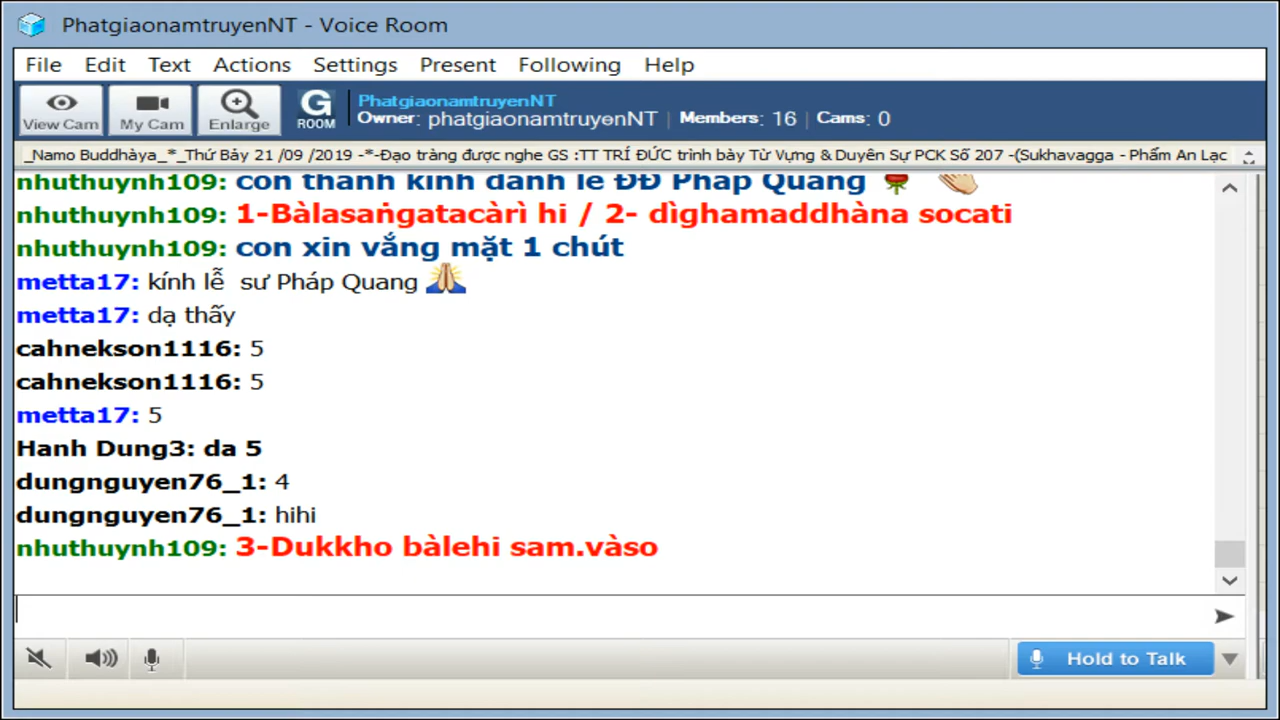 PhatgiaonamtruyenNT - Voice Room
File Edit Text Actions Settings Present Following Help
View Cam My Cam Enlarge G ROOM
PhatgiaonamtruyenNT
Owner: phatgiaonamtruyenNT | Members: 16 | Cams: 0
_Namo Buddhàya_*_Thứ Bảy 21 /09 /2019 -*-Đạo tràng được nghe GS :TT TRÍ ĐỨC trình bày Từ Vựng & Duyên Sự PCK Số 207 -(Sukhavagga - Phẩm An Lạc
nhuthuynh109: con thành kính đảnh lễ ĐĐ Pháp Quang
nhuthuynh109: 1-Bàlasaṅgatacàrì hi / 2- dìghamaddhàna socati
nhuthuynh109: con xin vắng mặt 1 chút
metta17: kính lễ sư Pháp Quang
metta17: dạ thấy
cahnekson1116: 5
cahnekson1116: 5
metta17: 5
Hanh Dung3: da 5
dungnguyen76_1: 4
dungnguyen76_1: hihi
nhuthuynh109: 3-Dukkho bàlehi sam.vàso
Hold to Talk